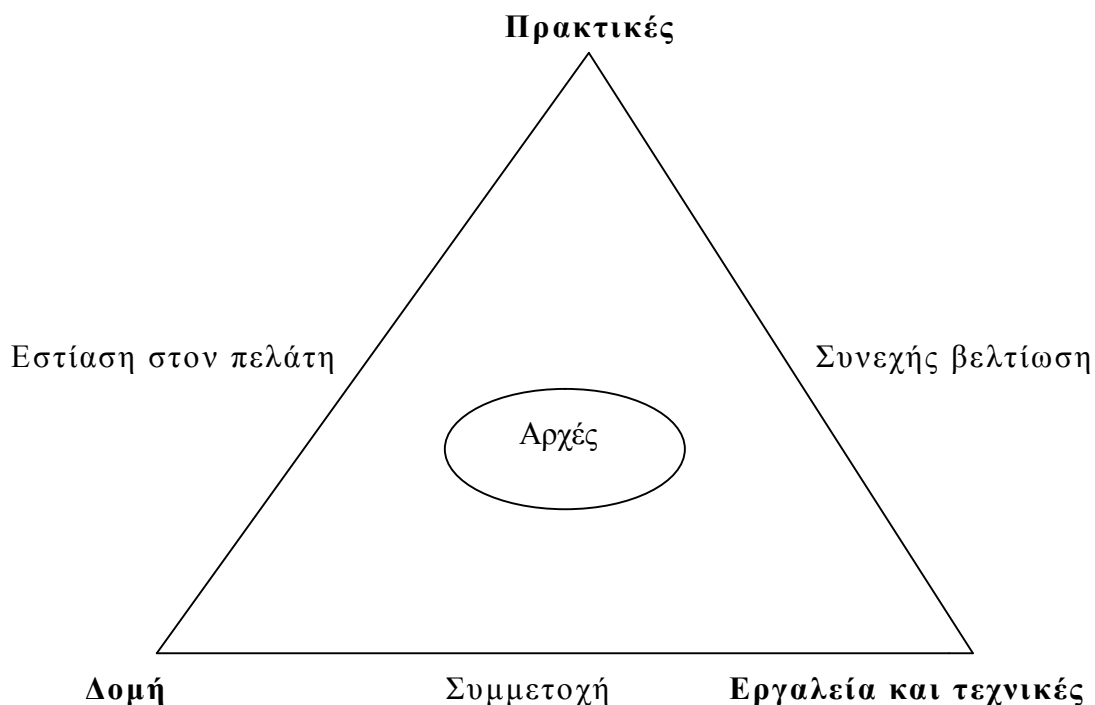 Πρακτικές
Εστίαση στον πελάτη
Συνεχής βελτίωση
Αρχές
Δομή
Συμμετοχή
Εργαλεία και τεχνικές